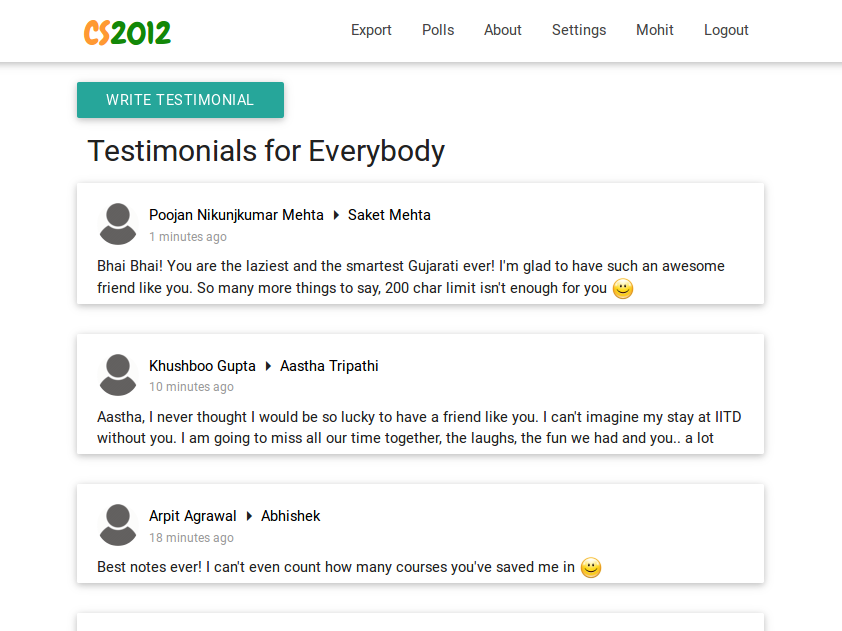 CS2012 Export Polls About Settings Mohit Logout
WRITE TESTIMONIAL
Testimonials for Everybody
Poojan Nikunjkumar Mehta Saket Mehta
1 minutes ago
Bhai Bhai! You are the laziest and the smartest Gujarati ever! I'm glad to have such an awesome
friend like you. So many more things to say, 200 char limit isn't enough for you
Khushboo Gupta Aastha Tripathi
10 minutes ago
Aastha, I never thought I would be so lucky to have a friend like you. I can't imagine my stay at IITD
without you. I am going to miss all our time together, the laughs, the fun we had and you.. a lot
Arpit Agrawal Abhishek
18 minutes ago
Best notes ever! I can't even count how many courses you've saved me in